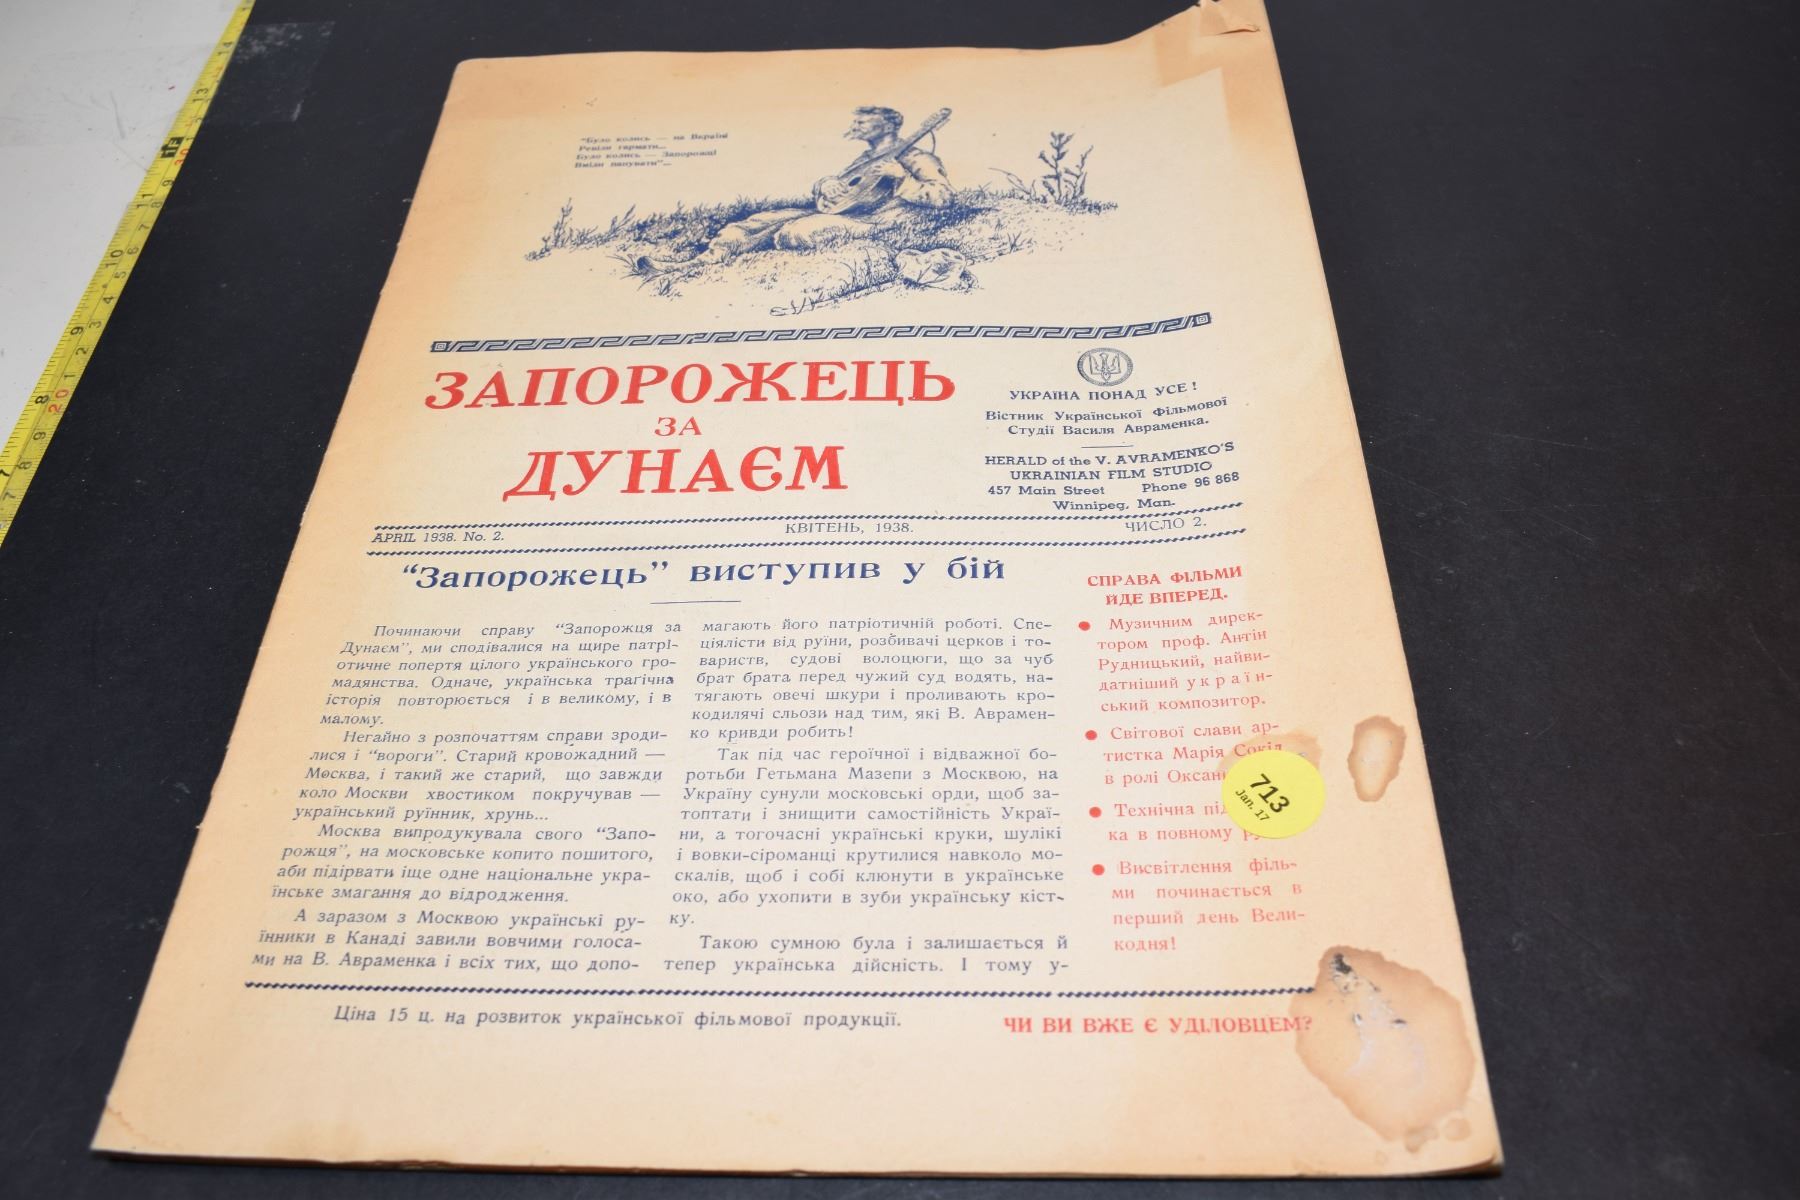 "Було колись — на Вкраїні
Ревіли гармати...
Було колись — Запорожці
Вміли панувати"...
ЗАПОРОЖЕЦЬ
ЗА
ДУНАЄМ
УКРАЇНА ПОНАД УСЕ!
Вістник Української Фільмової
Студії Василя Авраменка.
HERALD of the V. AVRAMENKO'S
UKRAINIAN FILM STUDIO
457 Main Street Phone 96 868
Winnipeg, Man.
APRIL 1938. No. 2.
КВІТЕНЬ, 1938.
ЧИСЛО 2.
"Запорожець" виступив у бій
Починаючи справу "Запорожця за
Дунаєм", ми сподівалися на щире патрі-
отичне попертя цілого українського гро-
мадянства. Одначе, українська траґічна
історія повторюється і в великому, і в
малому.
Негайно з розпочаттям справи зроди-
лися і "вороги". Старий кровожадний —
Москва, і такий же старий, що завжди
коло Москви хвостиком покручував —
український руїнник, хрунь...
Москва випродукувала свого "Запо-
рожця", на московське копито пошитого,
аби підірвати іще одне національне укра-
їнське змагання до відродження.
А заразом з Москвою українські ру-
їнники в Канаді завили вовчими голоса-
ми на В. Авраменка і всіх тих, що допо-
магають його патріотичній роботі. Спе-
ціялісти від руїни, розбивачі церков і то-
вариств, судові волоцюги, що за чуб
брат брата перед чужий суд водять, на-
тягають овечі шкури і проливають кро-
кодилячі сльози над тим, які В. Аврамен-
ко кривди робить!
Так під час героїчної і відважної бо-
ротьби Гетьмана Мазепи з Москвою, на
Україну сунули московські орди, щоб за-
топтати і знищити самостійність Украї-
ни, а тогочасні українські круки, шулікі
і вовки-сіроманці крутилися навколо мо-
скалів, щоб і собі клюнути в українське
око, або ухопити в зуби українську кіст-
ку.
Такою сумною була і залишається й
тепер українська дійсність. І тому у-
СПРАВА ФІЛЬМИ
ЙДЕ ВПЕРЕД.
● Музичним дирек-
тором проф. Антін
Рудницький, найви-
датніший україн-
ський композитор.
● Світової слави ар-
тистка Марія Сокіл
в ролі
● Технічна
ка в повному
● Висвітлення філь-
ми починається в
перший день Вели-
кодня!
713
Jan. 17
Ціна 15 ц. на розвиток української фільмової продукції.
ЧИ ВИ ВЖЕ Є УДІЛОВЦЕМ?